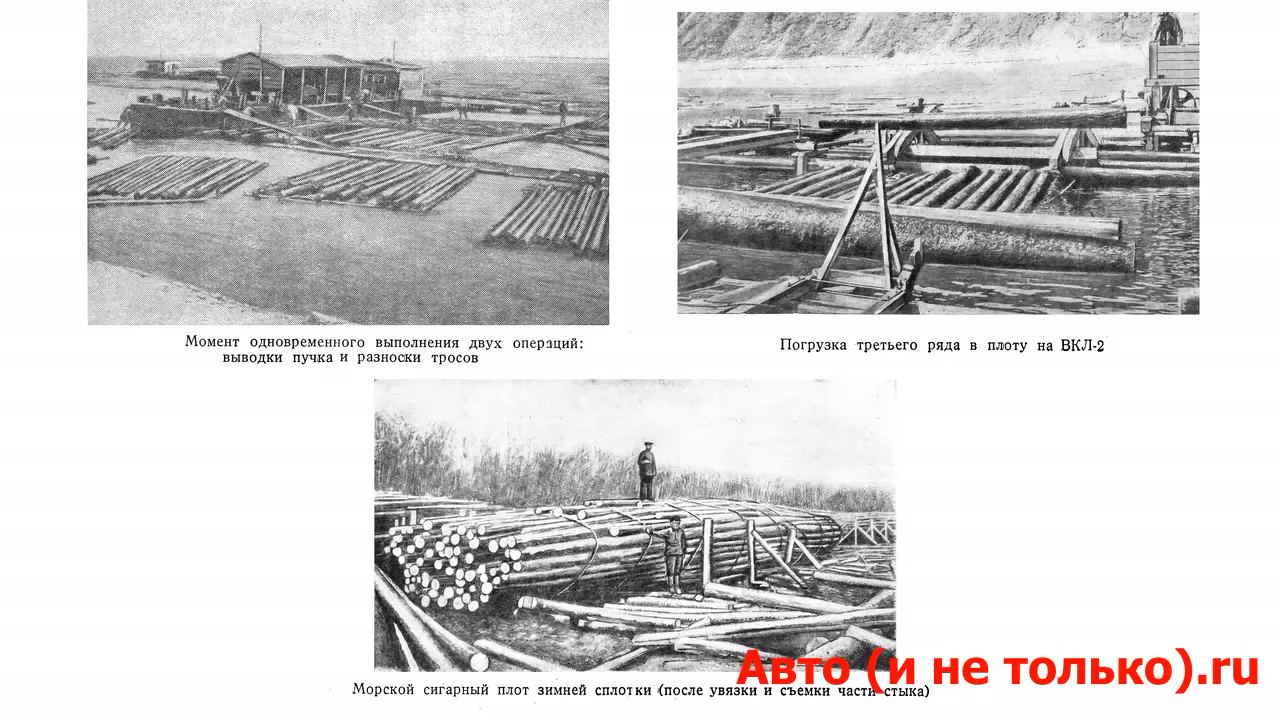 Момент одновременного выполнения двух операций:
выводки пучка и разноски тросов
Погрузка третьего ряда в плоту на ВКЛ-2
Морской сигарный плот зимней сплотки (после увязки и съемки части стыка)
Авто (и не только).ru